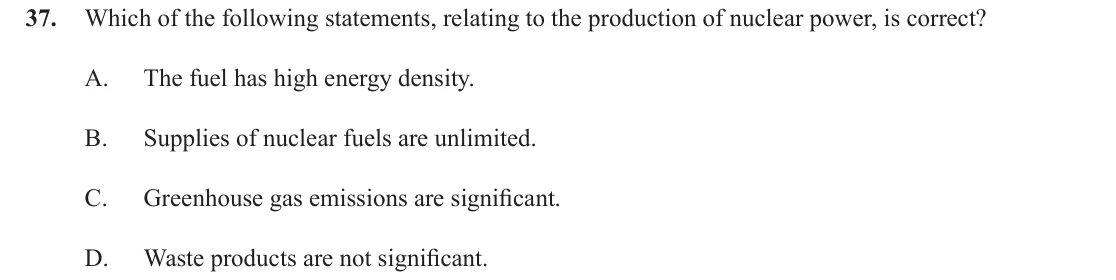 37. Which of the following statements, relating to the production of nuclear power, is correct?
A. The fuel has high energy density.
B. Supplies of nuclear fuels are unlimited.
C. Greenhouse gas emissions are significant.
D. Waste products are not significant.